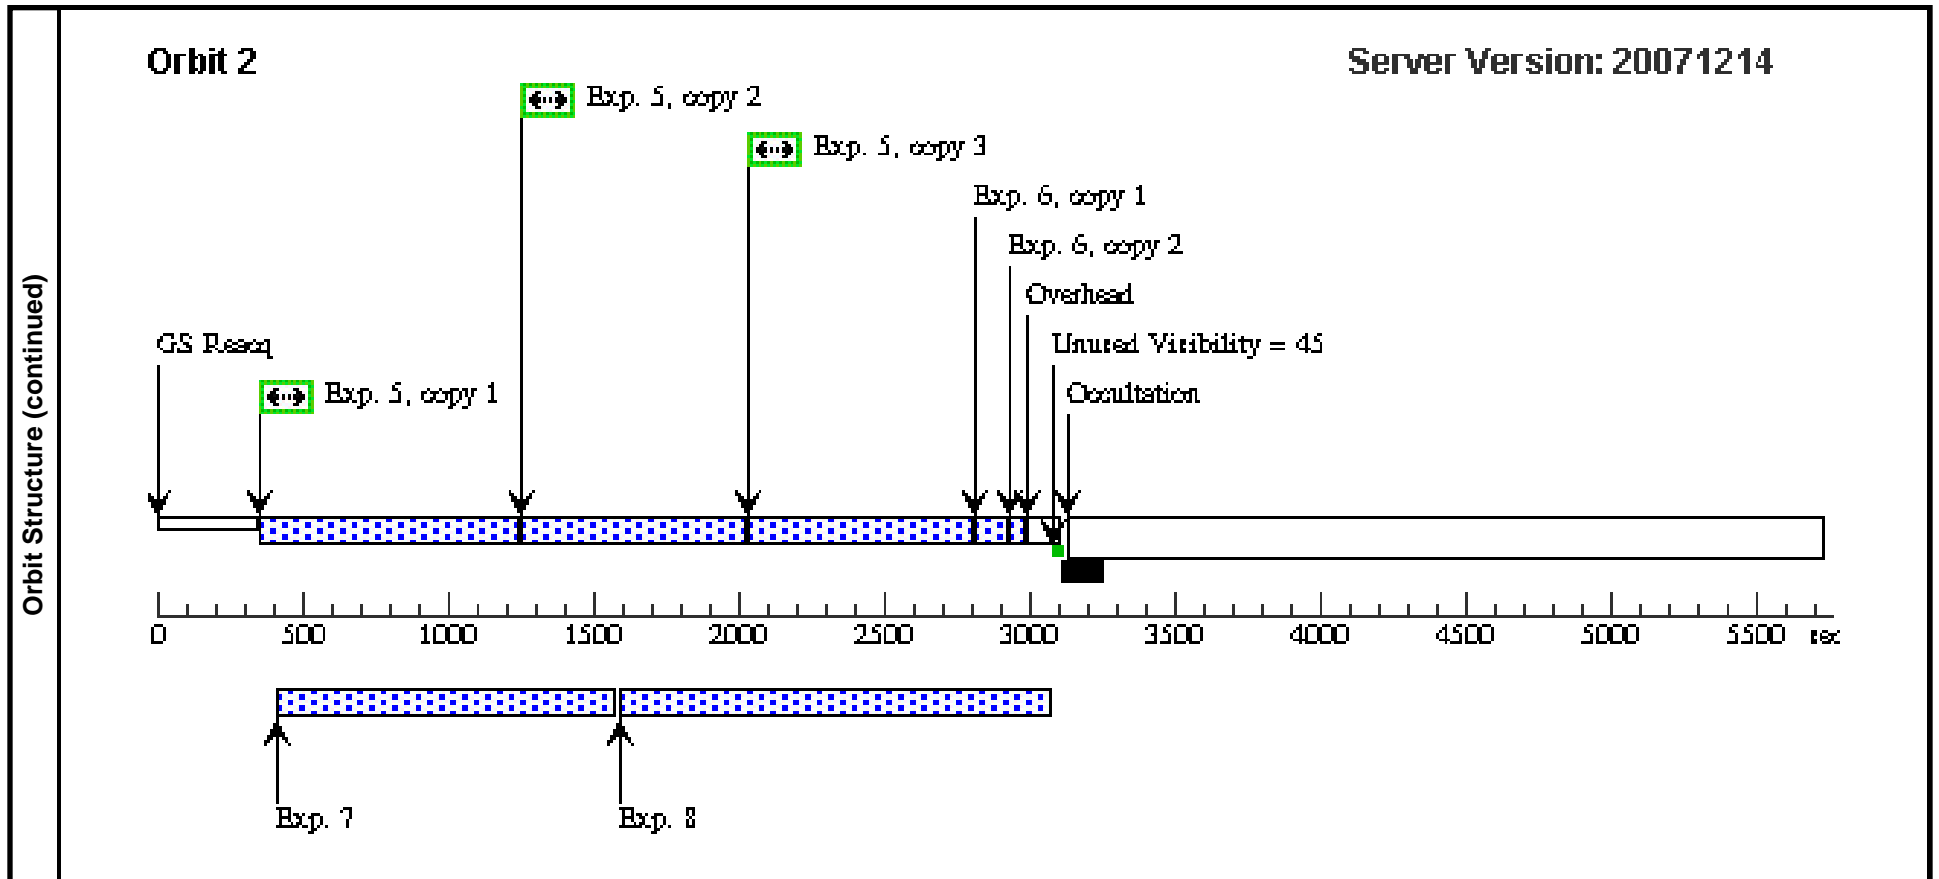 Orbit Structure (continued)
Orbit 2
Server Version: 20071214
Exp. 5, copy 2
Exp. 5, copy 3
Exp. 6, copy 1
Exp. 6, copy 2
Overhead
GS Reacq
Unused Visibility = 45
Exp. 5, copy 1
Occultation
0 500 1000 1500 2000 2500 3000 3500 4000 4500 5000 5500 sec
Exp. 7
Exp. 8